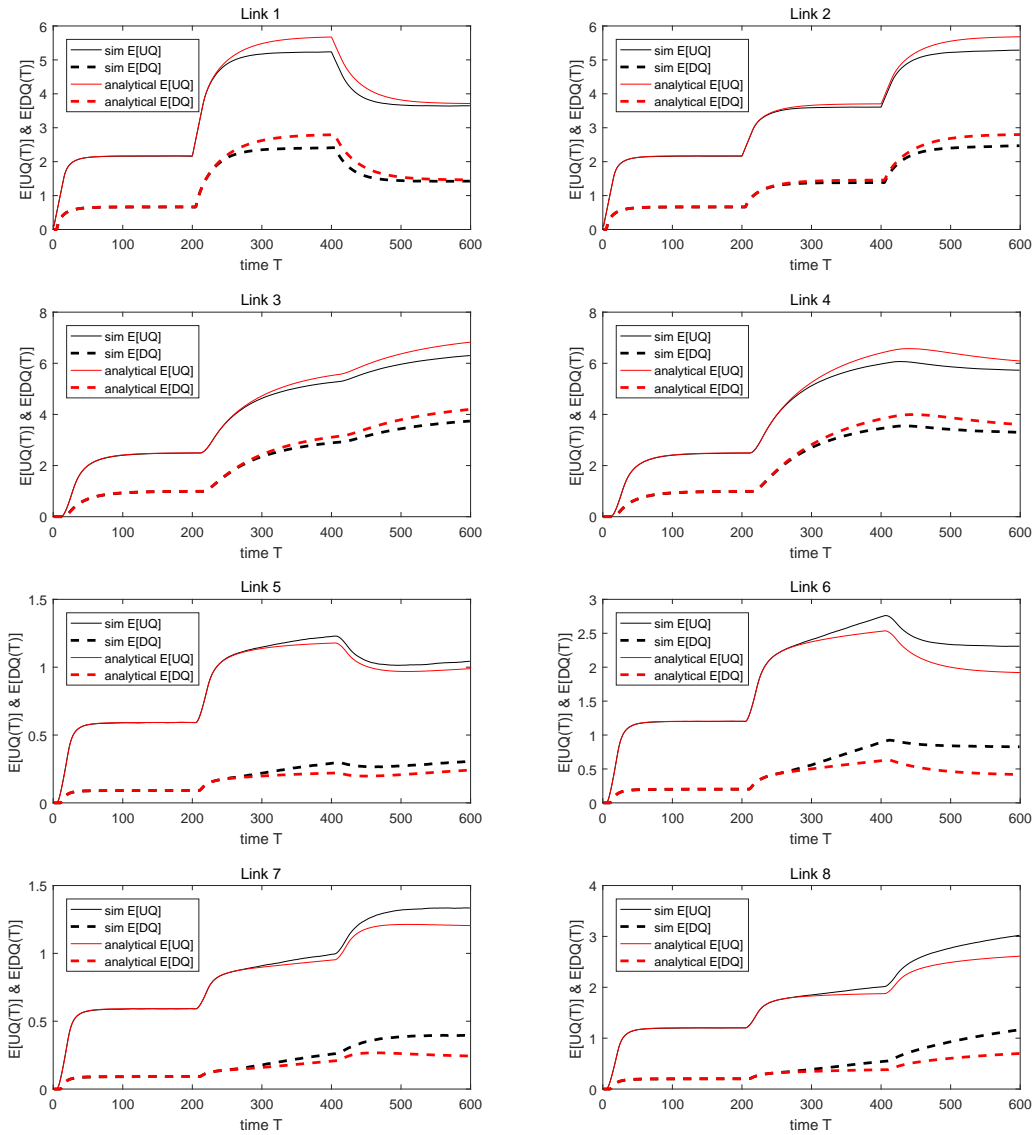 Link 1
6
5
4
3
2
1
0
E[UQ(T)] & E[DQ(T)]
sim E[UQ]
sim E[DQ]
analytical E[UQ]
analytical E[DQ]
0 100 200 300 400 500 600
time T
Link 2
6
5
4
3
2
1
0
E[UQ(T)] & E[DQ(T)]
sim E[UQ]
sim E[DQ]
analytical E[UQ]
analytical E[DQ]
0 100 200 300 400 500 600
time T
Link 3
8
6
4
2
0
E[UQ(T)] & E[DQ(T)]
sim E[UQ]
sim E[DQ]
analytical E[UQ]
analytical E[DQ]
0 100 200 300 400 500 600
time T
Link 4
8
6
4
2
0
E[UQ(T)] & E[DQ(T)]
sim E[UQ]
sim E[DQ]
analytical E[UQ]
analytical E[DQ]
0 100 200 300 400 500 600
time T
Link 5
1.5
1
0.5
0
E[UQ(T)] & E[DQ(T)]
sim E[UQ]
sim E[DQ]
analytical E[UQ]
analytical E[DQ]
0 100 200 300 400 500 600
time T
Link 6
3
2.5
2
1.5
1
0.5
0
E[UQ(T)] & E[DQ(T)]
sim E[UQ]
sim E[DQ]
analytical E[UQ]
analytical E[DQ]
0 100 200 300 400 500 600
time T
Link 7
1.5
1
0.5
0
E[UQ(T)] & E[DQ(T)]
sim E[UQ]
sim E[DQ]
analytical E[UQ]
analytical E[DQ]
0 100 200 300 400 500 600
time T
Link 8
4
3
2
1
0
E[UQ(T)] & E[DQ(T)]
sim E[UQ]
sim E[DQ]
analytical E[UQ]
analytical E[DQ]
0 100 200 300 400 500 600
time T